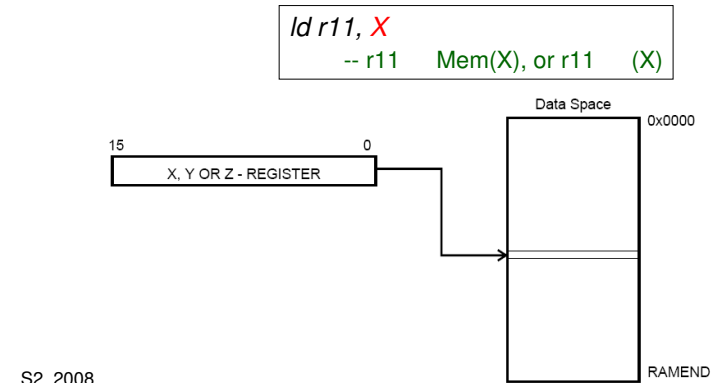 ld r11, X
-- r11 Mem(X), or r11 (X)
Data Space
0x0000
15 0
X, Y OR Z - REGISTER
RAMEND
S2, 2008